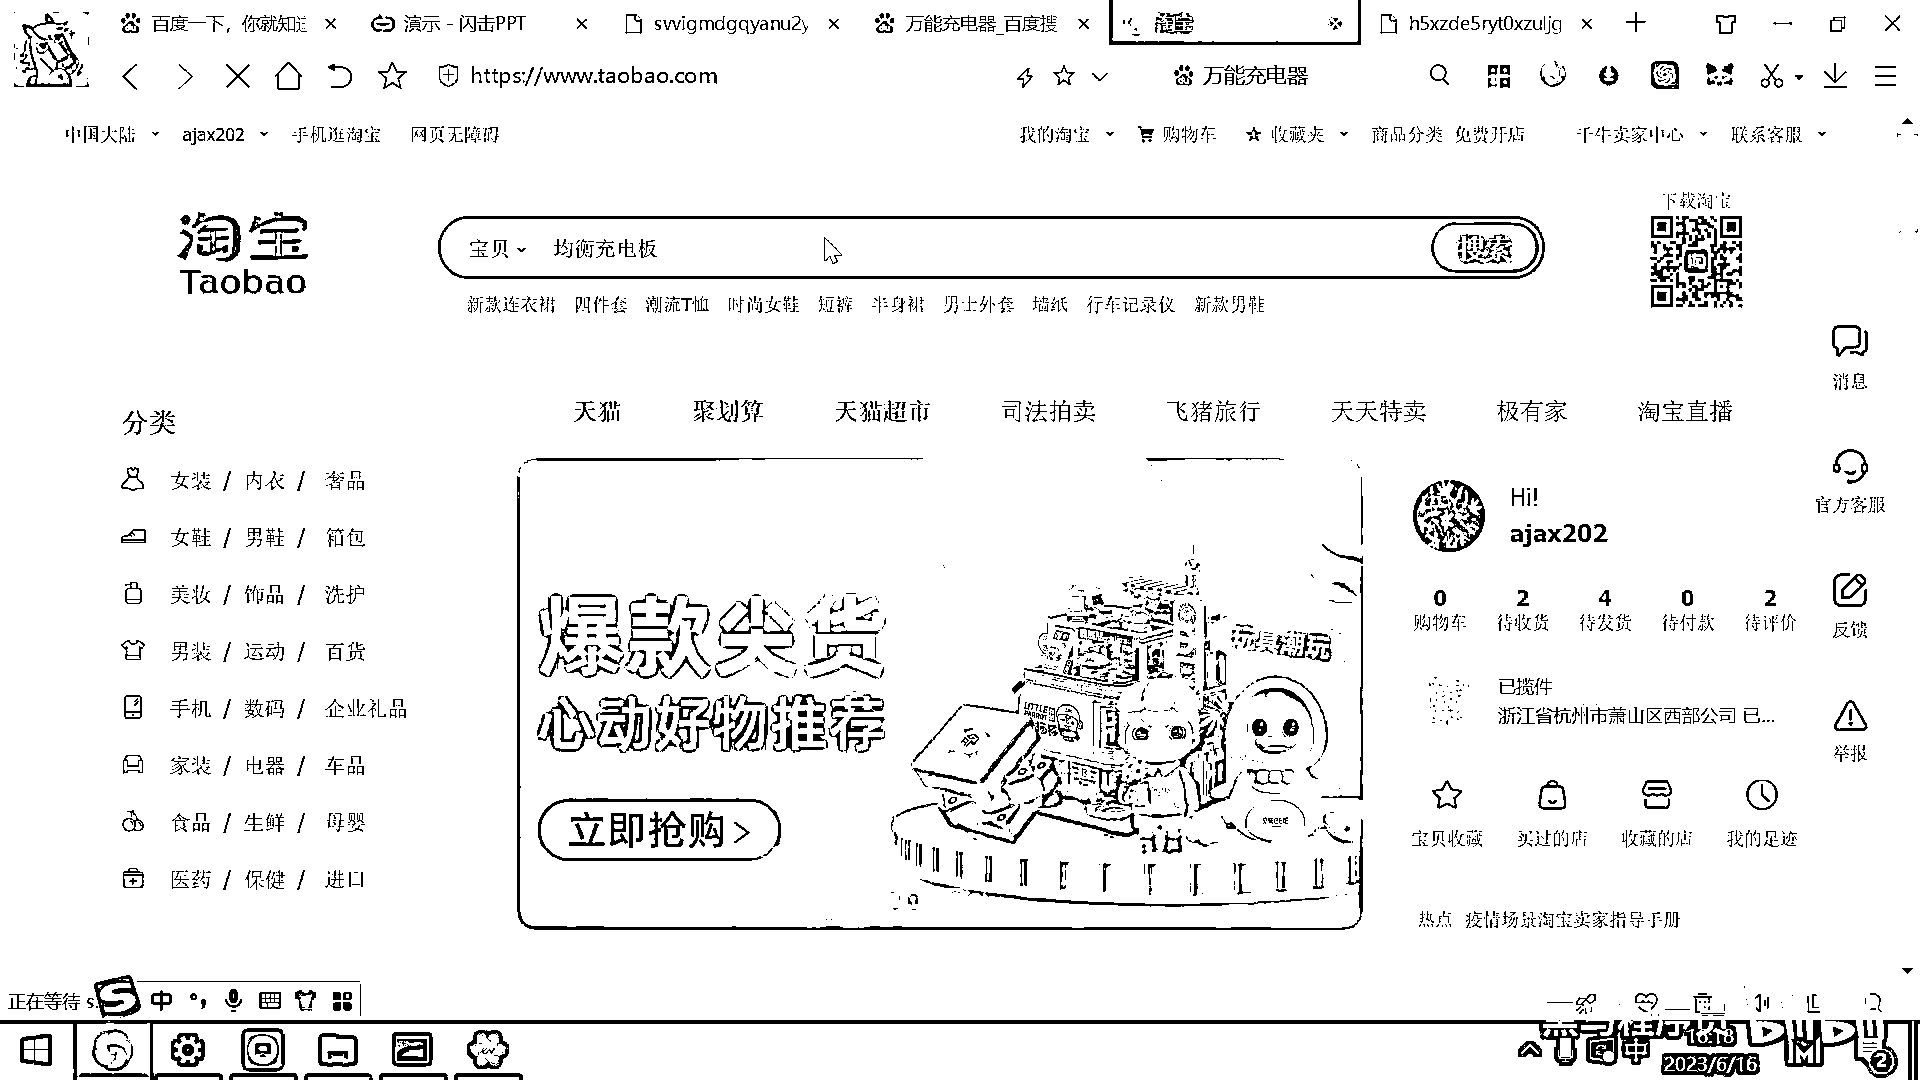 百度一下，你就知道
演示 - 闪击PPT
svvigmdgqyanu2y
万能充电器_百度搜
淘宝
h5xzde5ryt0xzuljg
https://www.taobao.com
万能充电器
中国大陆 ajax202 手机逛淘宝 网页无障碍
我的淘宝 购物车 收藏夹 商品分类 免费开店 千牛卖家中心 联系客服
淘宝
Taobao
宝贝 均衡充电板
搜索
下载淘宝
新款连衣裙 四件套 潮流T恤 时尚女鞋 短裤 半身裙 男士外套 墙纸 行车记录仪 新款男鞋
天猫 聚划算 天猫超市 司法拍卖 飞猪旅行 天天特卖 极有家 淘宝直播
分类
女装 / 内衣 / 奢品
女鞋 / 男鞋 / 箱包
美妆 / 饰品 / 洗护
男装 / 运动 / 百货
手机 / 数码 / 企业礼品
家装 / 电器 / 车品
食品 / 生鲜 / 母婴
医药 / 保健 / 进口
爆款尖货
心动好物推荐
立即抢购 >
玩具潮玩
LITTLE
Hi!
ajax202
0 2 4 0 2
购物车 待收货 待发货 待付款 待评价
已揽件
浙江省杭州市萧山区西部公司 已...
宝贝收藏 买过的店 收藏的店 我的足迹
热点 疫情场景淘宝卖家指导手册
消息
官方客服
反馈
举报
正在等待 s
中
中
16:18
2023/6/16
2